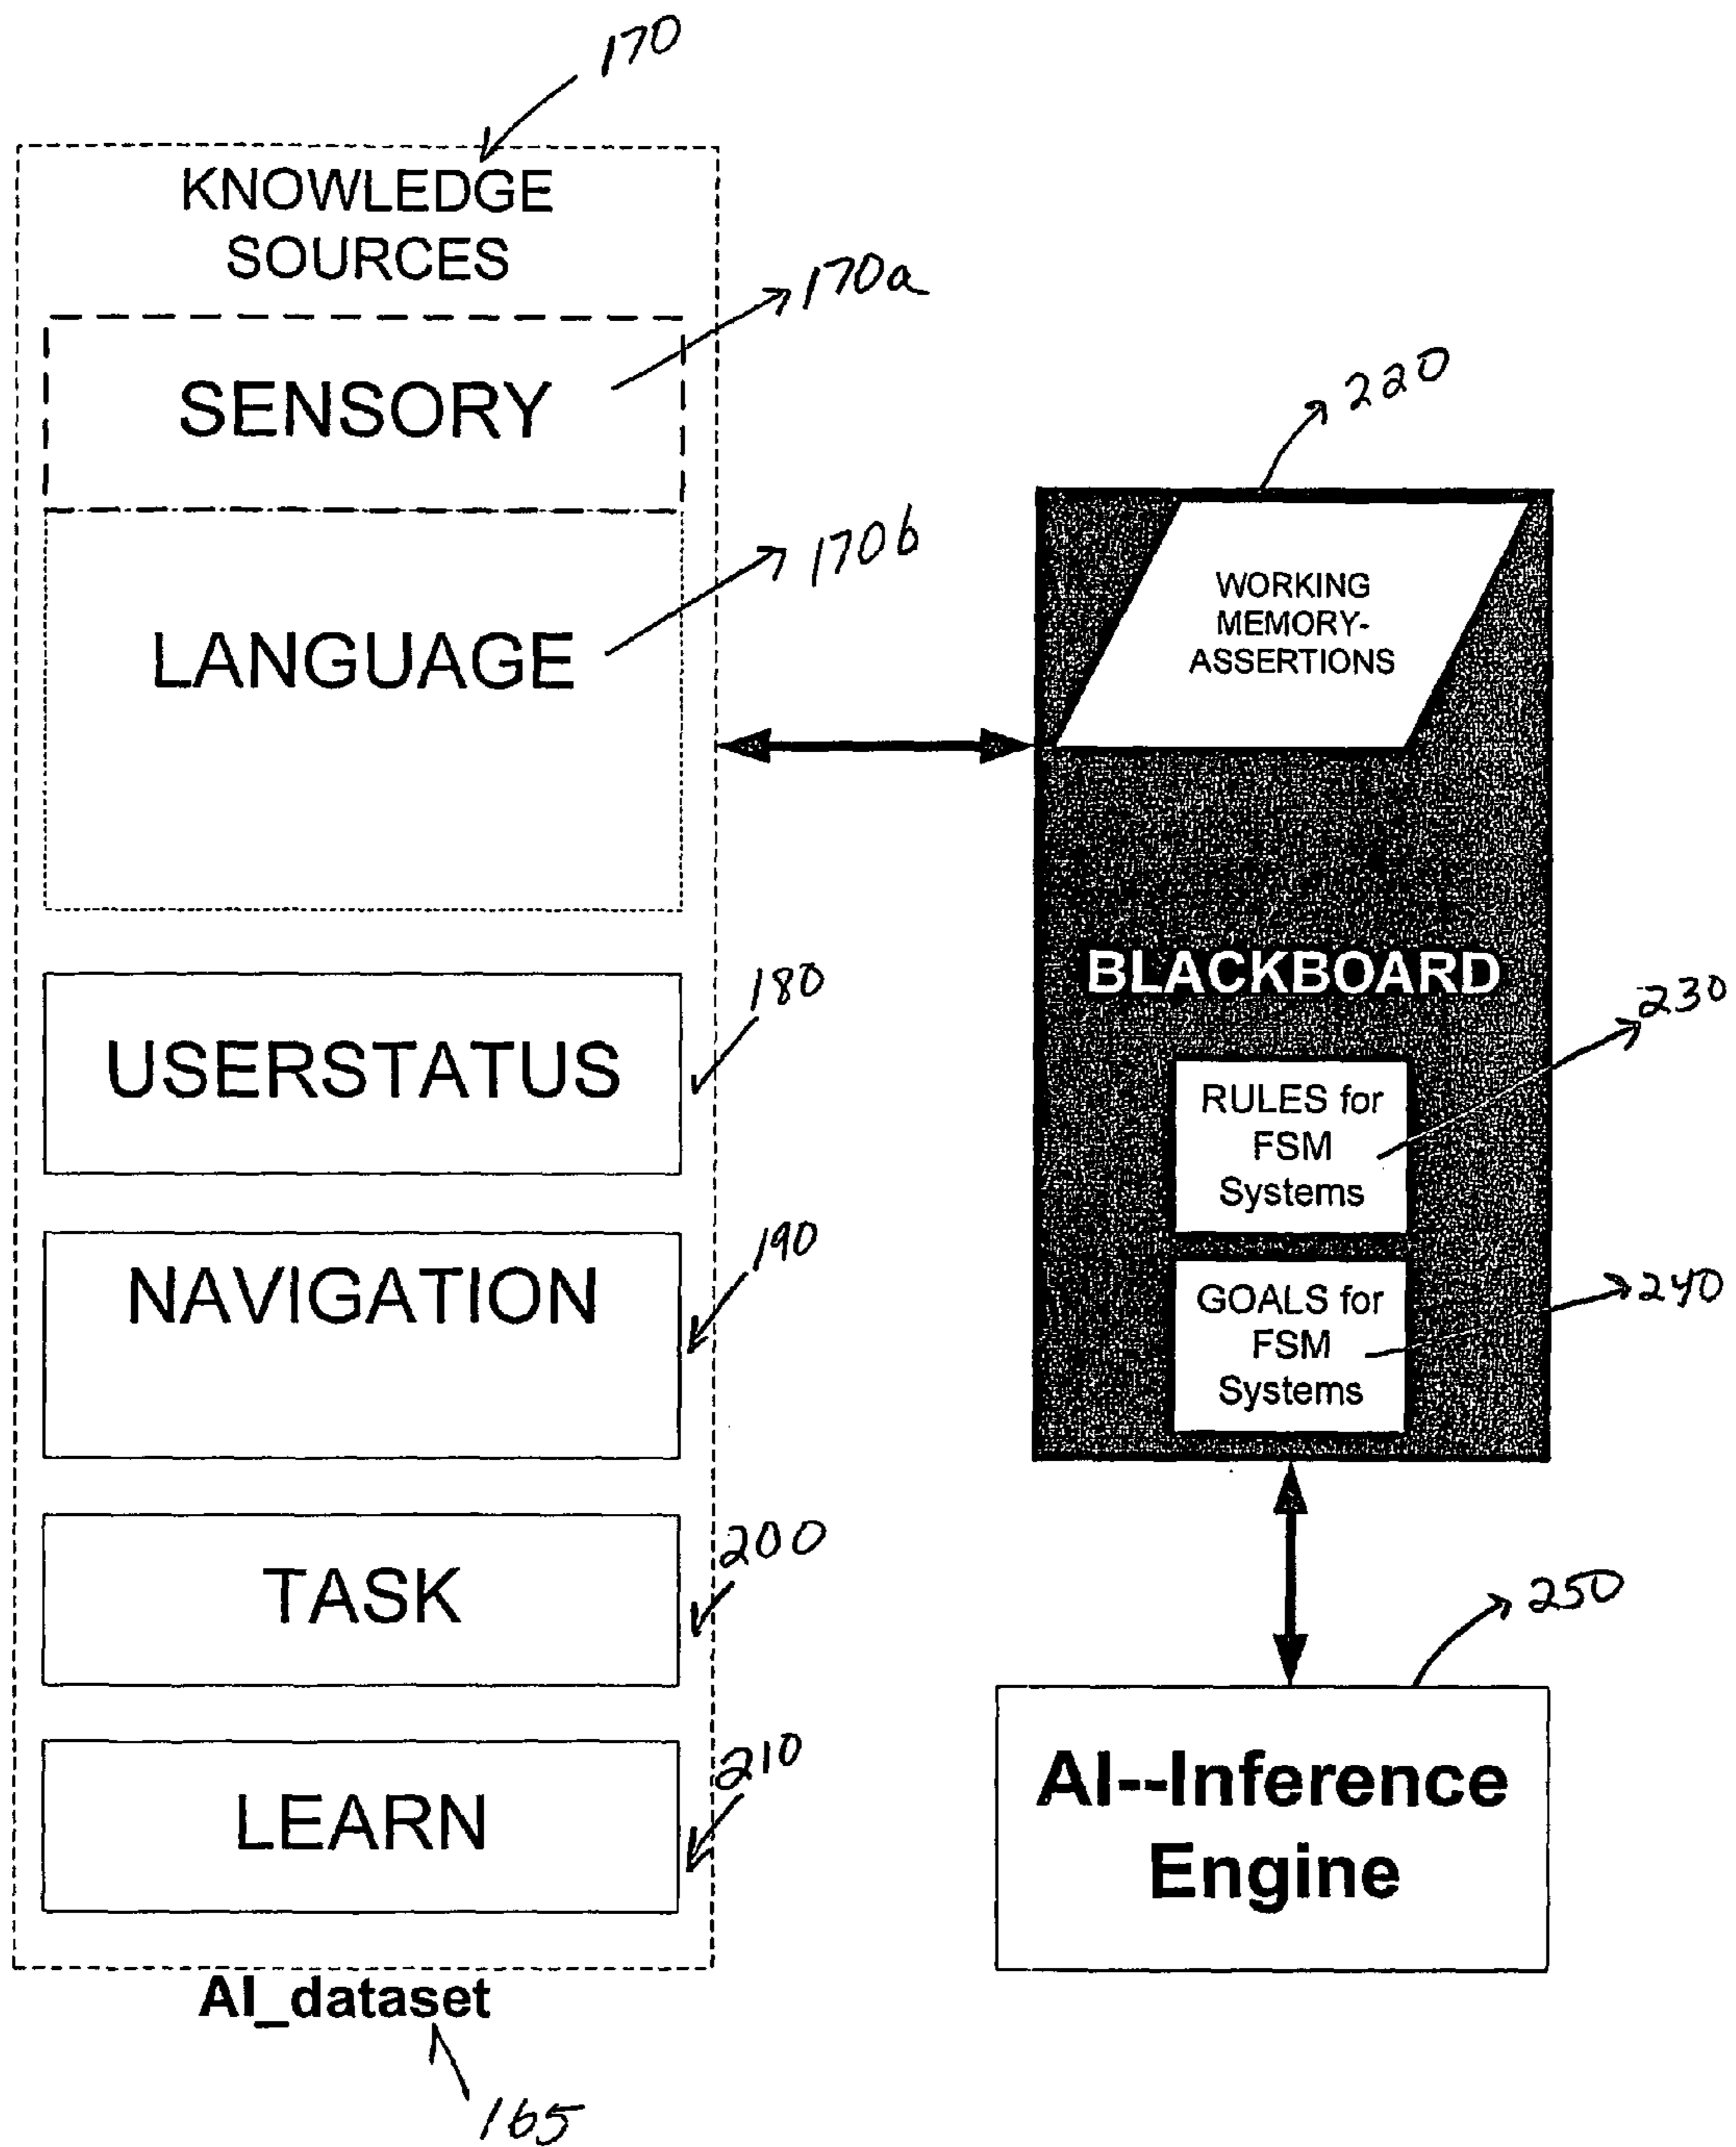 170
KNOWLEDGE
SOURCES
170a
SENSORY
170b
LANGUAGE
180
USERSTATUS
190
NAVIGATION
200
TASK
210
LEARN
AI_dataset
165
220
WORKING
MEMORY-
ASSERTIONS
BLACKBOARD
230
RULES for
FSM
Systems
240
GOALS for
FSM
Systems
250
AI--Inference
Engine